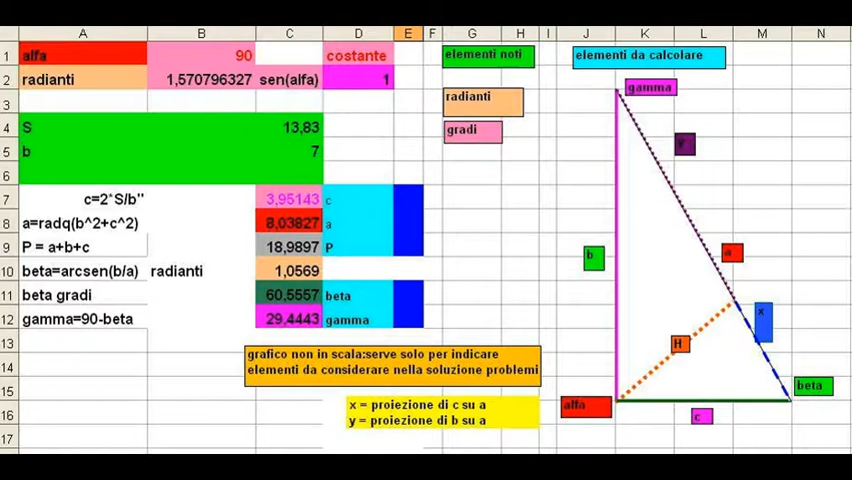 A B C D E F G H I J K L M N
1 alfa 90 costante elementi noti elementi da calcolare
2 radianti 1,570796327 sen(alfa) 1 gamma
3 radianti
4 S 13,83 gradi
5 b 7 y
6
7 c=2*S/b" 3,95143 c
8 a=radq(b^2+c^2) 8,03827 a
9 P = a+b+c 18,9897 P b a
10 beta=arcsen(b/a) radianti 1,0569
11 beta gradi 60,5557 beta
12 gamma=90-beta 29,4443 gamma x
13 H
grafico non in scala:serve solo per indicare
14 elementi da considerare nella soluzione problemi
15 beta
x = proiezione di c su a alfa
16 y = proiezione di b su a c
17